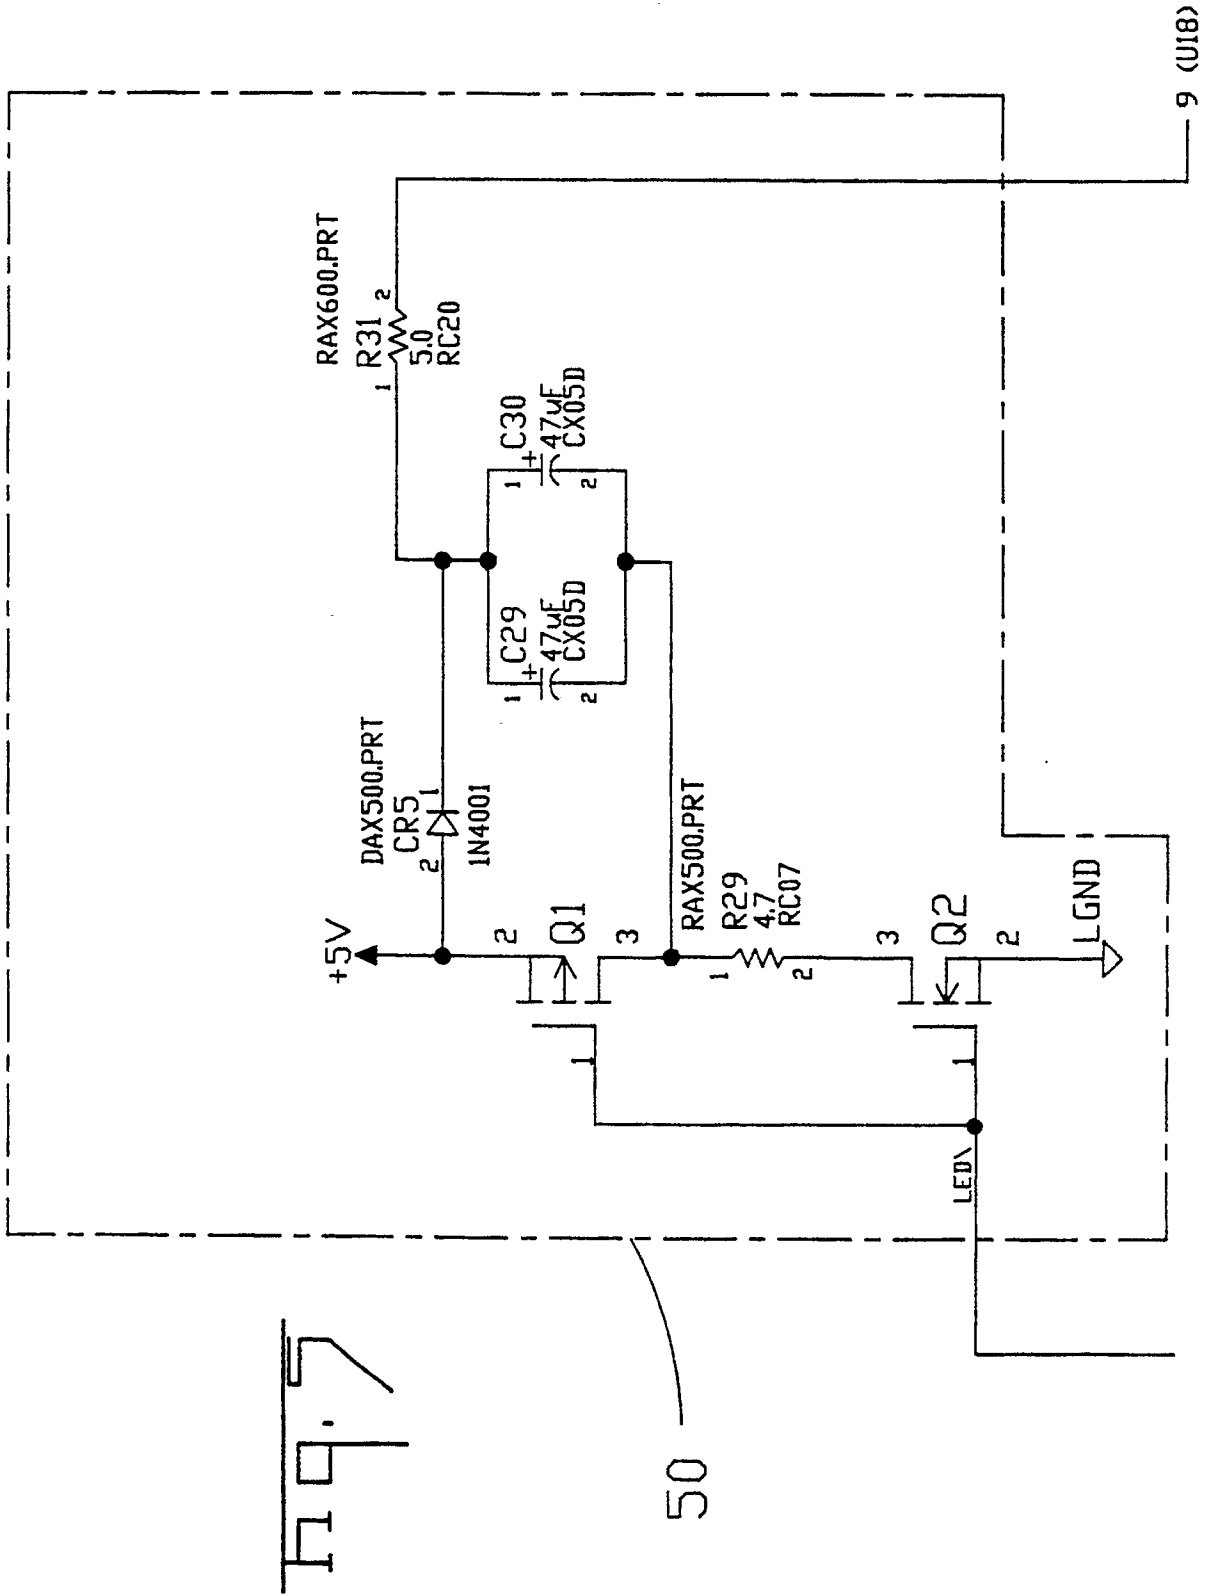 9 (U18)
RAX600.PRT
R31
5.0
RC20
1
2
C30
47uF
CX05D
+
1
2
C29
47uF
CX05D
+
1
2
DAX500.PRT
CR5
2
1
1N4001
+5V
2
Q1
3
1
RAX500.PRT
R29
4.7
RC07
1
2
3
Q2
2
1
LGND
LED\
50
Fig. 7